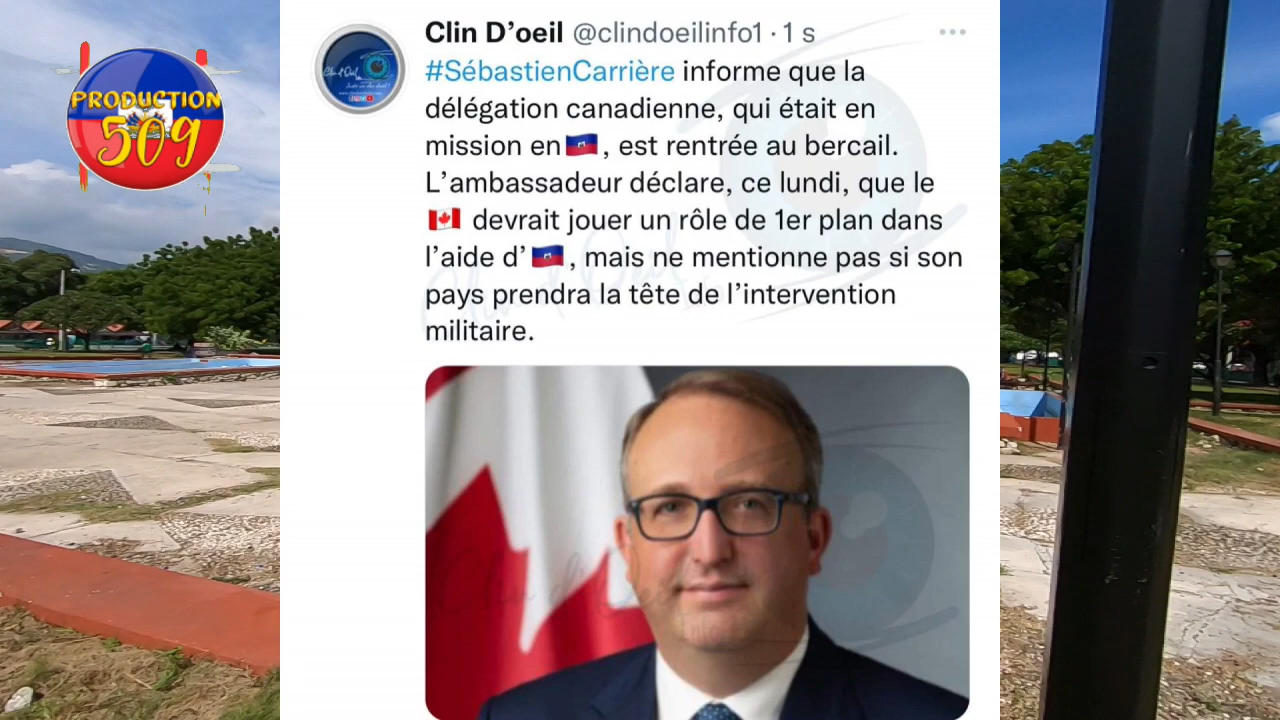 PRODUCTION
509
Clin D’oeil @clindoeilinfo1 · 1 s
#SébastienCarrière informe que la
délégation canadienne, qui était en
mission en🇭🇹, est rentrée au bercail.
L’ambassadeur déclare, ce lundi, que le
🇨🇦 devrait jouer un rôle de 1er plan dans
l’aide d’🇭🇹, mais ne mentionne pas si son
pays prendra la tête de l’intervention
militaire.